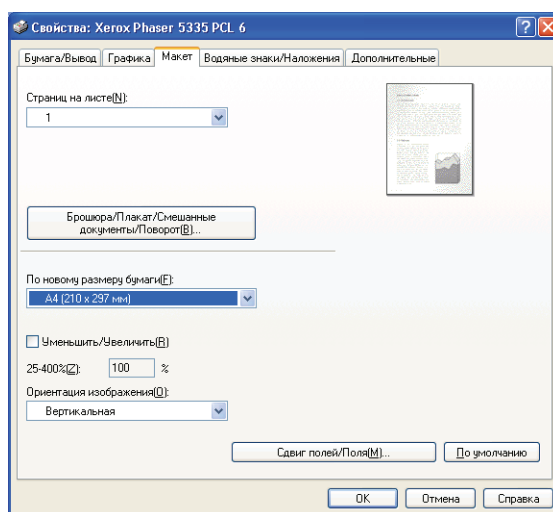 Свойства: Xerox Phaser 5335 PCL 6
Бумага/Вывод Графика Макет Водяные знаки/Наложения Дополнительные
Страниц на листе(N):
1
Брошюра/Плакат/Смешанные
документы/Поворот(B)...
По новому размеру бумаги(F):
A4 (210 x 297 мм)
Уменьшить/Увеличить(R)
25-400%(Z): 100 %
Ориентация изображения(O):
Вертикальная
Сдвиг полей/Поля(M)... По умолчанию
OK Отмена Справка